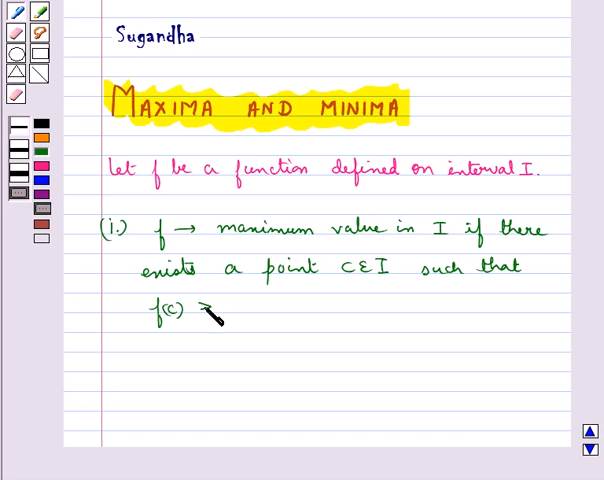 Sugandha
MAXIMA AND MINIMA
Let f be a function defined on interval I.
(i.) f → maximum value in I if there
exists a point C ∈ I such that
f(c) >